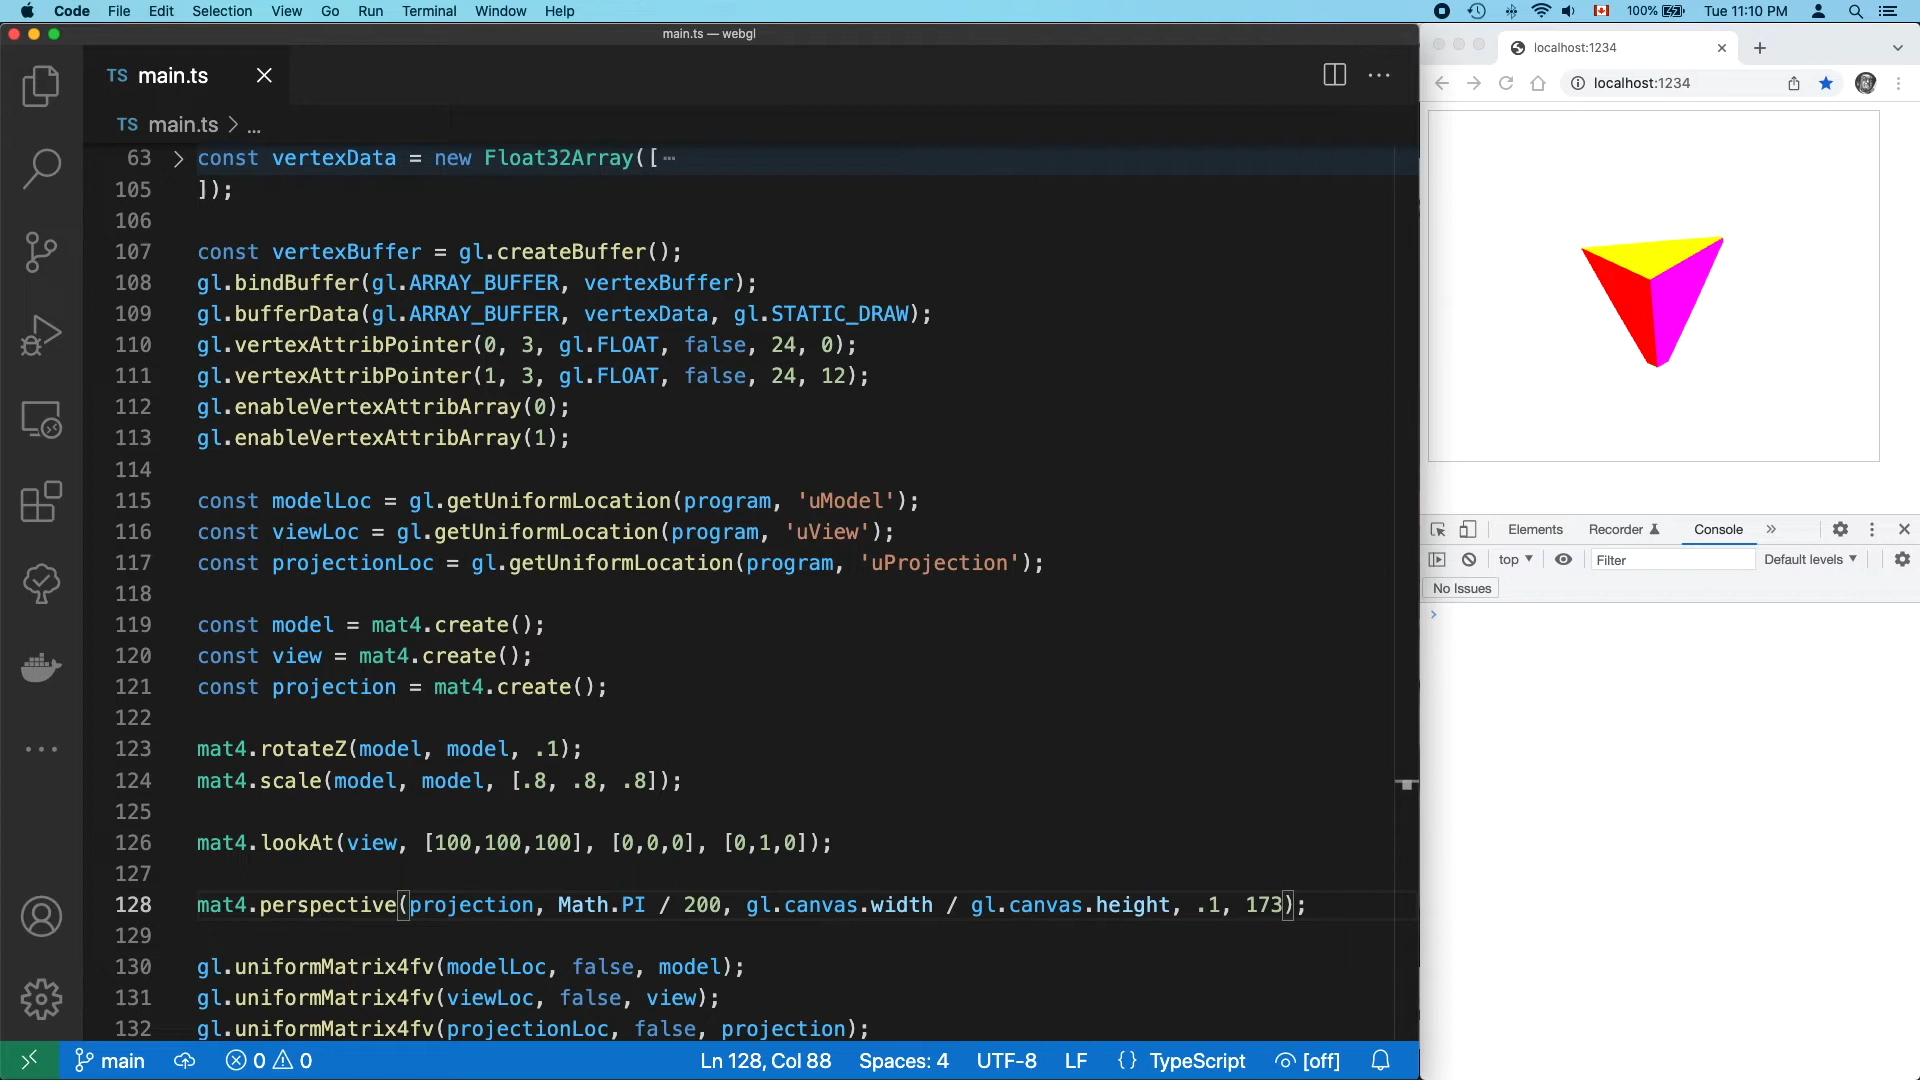 Code File Edit Selection View Go Run Terminal Window Help 100% Tue 11:10 PM
main.ts — webgl
TS main.ts
TS main.ts > ...
63 const vertexData = new Float32Array([ ⋯
105 ]);
106
107 const vertexBuffer = gl.createBuffer();
108 gl.bindBuffer(gl.ARRAY_BUFFER, vertexBuffer);
109 gl.bufferData(gl.ARRAY_BUFFER, vertexData, gl.STATIC_DRAW);
110 gl.vertexAttribPointer(0, 3, gl.FLOAT, false, 24, 0);
111 gl.vertexAttribPointer(1, 3, gl.FLOAT, false, 24, 12);
112 gl.enableVertexAttribArray(0);
113 gl.enableVertexAttribArray(1);
114
115 const modelLoc = gl.getUniformLocation(program, 'uModel');
116 const viewLoc = gl.getUniformLocation(program, 'uView');
117 const projectionLoc = gl.getUniformLocation(program, 'uProjection');
118
119 const model = mat4.create();
120 const view = mat4.create();
121 const projection = mat4.create();
122
123 mat4.rotateZ(model, model, .1);
124 mat4.scale(model, model, [.8, .8, .8]);
125
126 mat4.lookAt(view, [100,100,100], [0,0,0], [0,1,0]);
127
128 mat4.perspective(projection, Math.PI / 200, gl.canvas.width / gl.canvas.height, .1, 173);
129
130 gl.uniformMatrix4fv(modelLoc, false, model);
131 gl.uniformMatrix4fv(viewLoc, false, view);
132 gl.uniformMatrix4fv(projectionLoc, false, projection);
main 0 0 Ln 128, Col 88 Spaces: 4 UTF-8 LF {} TypeScript [off]
localhost:1234
localhost:1234
Elements Recorder Console »
top Filter Default levels
No Issues
>